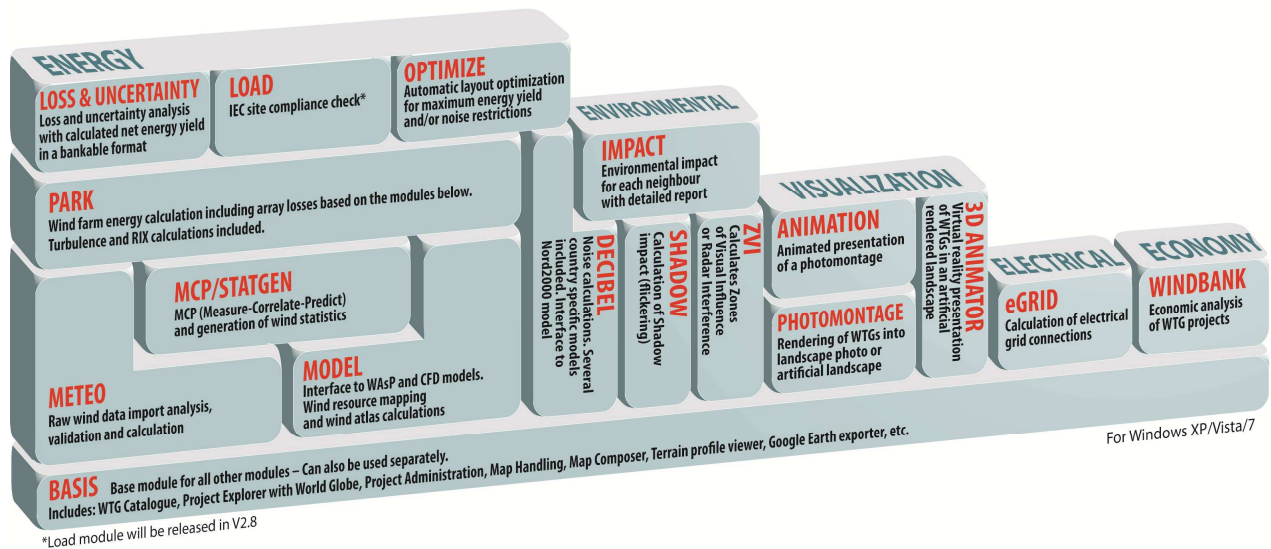 ENERGY
LOSS & UNCERTAINTY
Loss and uncertainty analysis
with calculated net energy yield
in a bankable format
LOAD
IEC site compliance check*
OPTIMIZE
Automatic layout optimization
for maximum energy yield
and/or noise restrictions
PARK
Wind farm energy calculation including array losses based on the modules below.
Turbulence and RIX calculations included.
MCP/STATGEN
MCP (Measure-Correlate-Predict)
and generation of wind statistics
METEO
Raw wind data import analysis,
validation and calculation
MODEL
Interface to WAsP and CFD models.
Wind resource mapping
and wind atlas calculations
ENVIRONMENTAL
IMPACT
Environmental impact
for each neighbour
with detailed report
DECIBEL
Noise calculations. Several
country specific models
included. Interface to
Nord2000 model
SHADOW
Calculation of Shadow
impact (flickering)
ZVI
Calculates Zones
of Visual Influence
or Radar Interference
VISUALIZATION
ANIMATION
Animated presentation
of a photomontage
PHOTOMONTAGE
Rendering of WTGs into
landscape photo or
artificial landscape
3D ANIMATOR
Virtual reality presentation
of WTGs in an artificial
rendered landscape
ELECTRICAL
eGRID
Calculation of electrical
grid connections
ECONOMY
WINDBANK
Economic analysis
of WTG projects
BASIS Base module for all other modules – Can also be used separately.
Includes: WTG Catalogue, Project Explorer with World Globe, Project Administration, Map Handling, Map Composer, Terrain profile viewer, Google Earth exporter, etc.
For Windows XP/Vista/7
*Load module will be released in V2.8